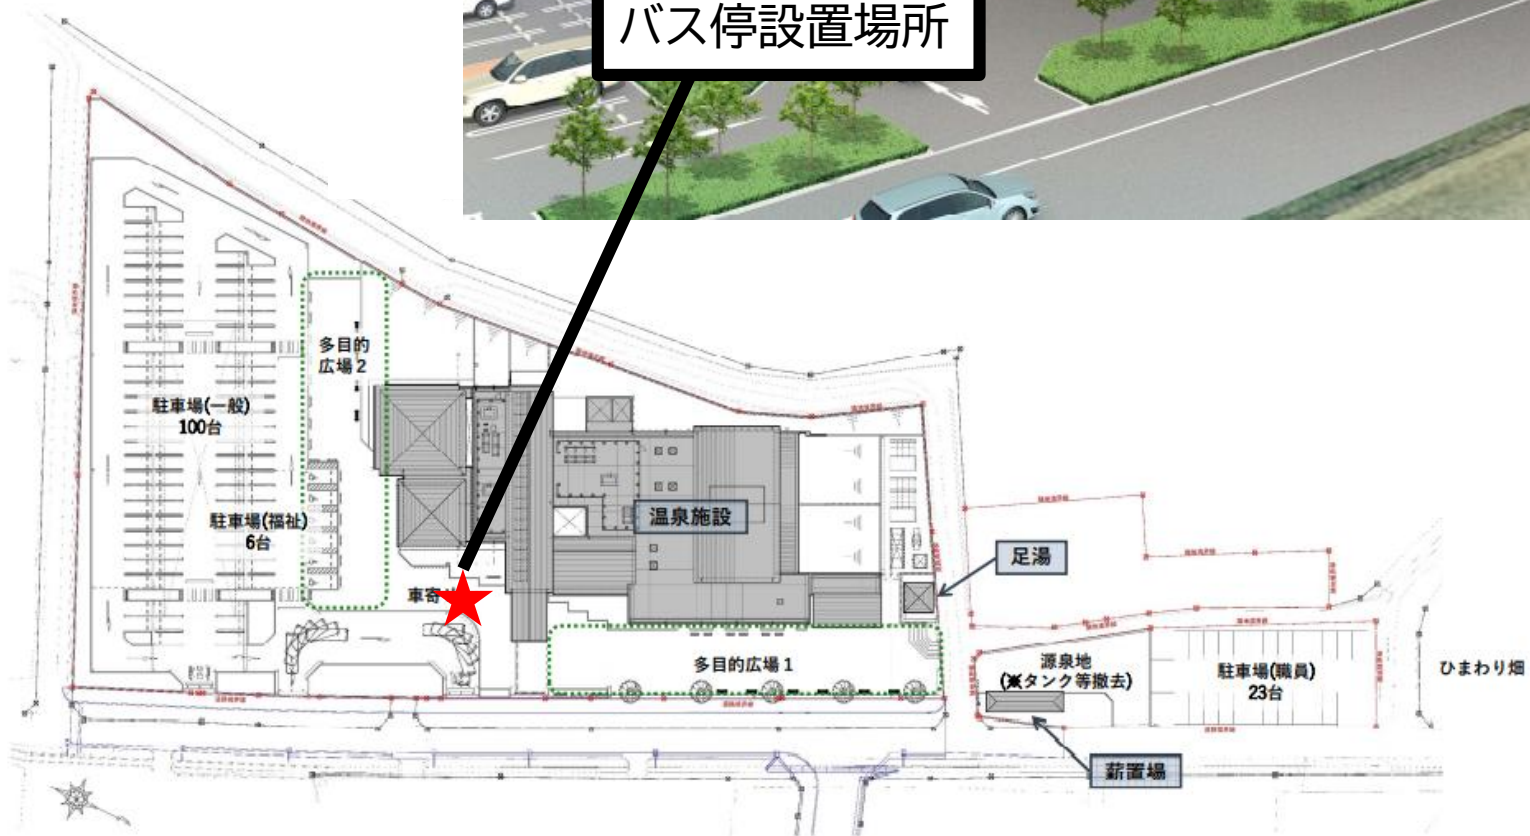 バス停設置場所
多目的
広場２
駐車場(一般)
100台
駐車場(福祉)
6台
温泉施設
足湯
車寄
多目的広場１
源泉地
(※タンク等撤去)
駐車場(職員)
23台
ひまわり畑
薪置場